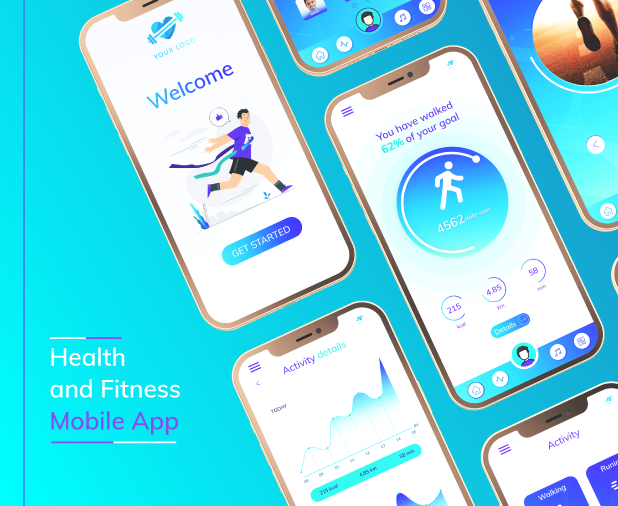 YOUR LOGO
Welcome
GET STARTED
You have walked
62% of your goal
4562
215
kcal
4.85
km
58
min
Details
Health
and Fitness
Mobile App
Activity details
TODAY
215 kcal
4.85 km
58 min
Activity
Walking
Runin